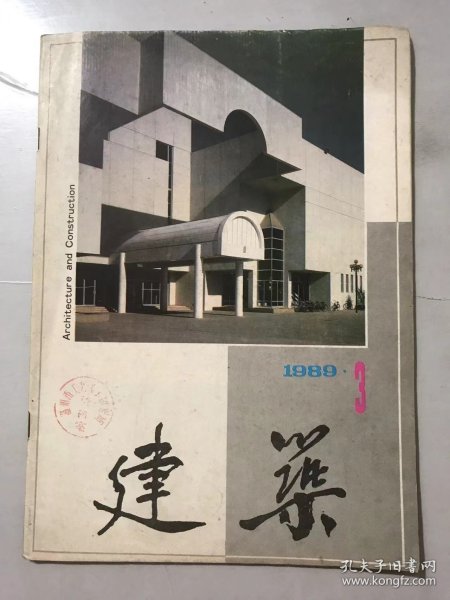 Architecture and Construction
1989·3
建築
孔夫子旧书网
www.kongfz.com